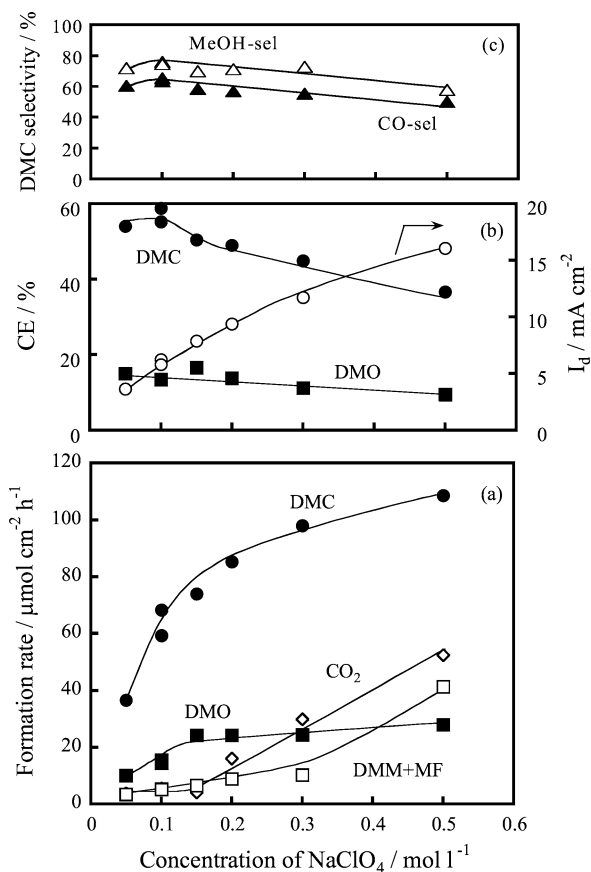 100
80
60
40
20
0
DMC selectivity / %
MeOH-sel
(c)
CO-sel
60
40
20
0
CE / %
DMC
(b)
DMO
20
15
10
5
0
I_d / mA cm⁻²
120
100
80
60
40
20
0
Formation rate / μmol cm⁻² h⁻¹
DMC
(a)
CO₂
DMO
DMM+MF
0 0.1 0.2 0.3 0.4 0.5 0.6
Concentration of NaClO₄ / mol l⁻¹